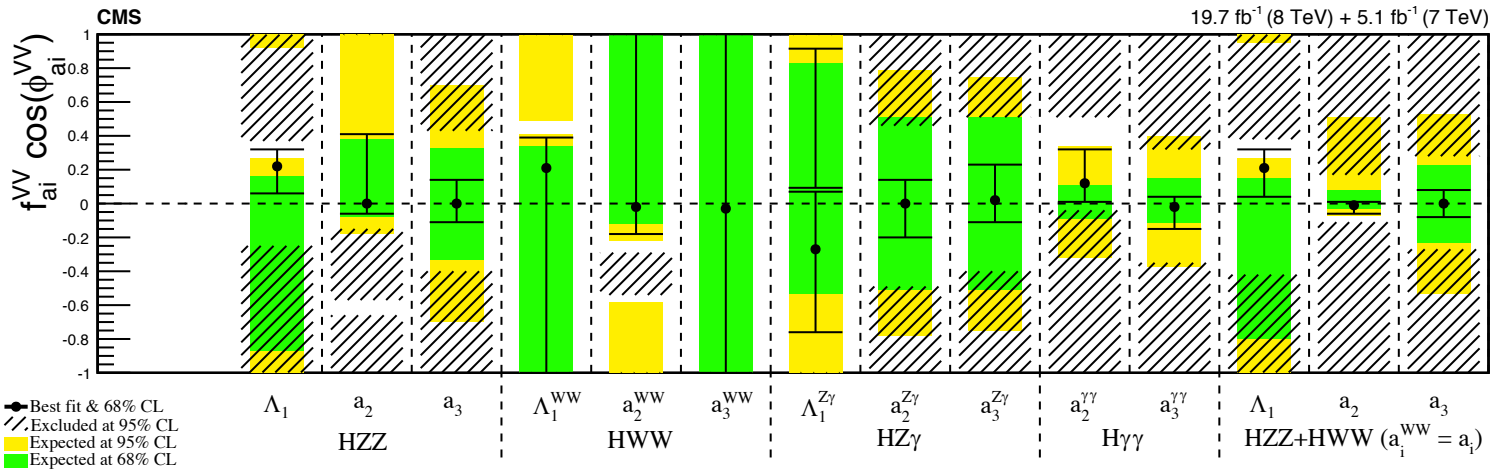 CMS
19.7 fb⁻¹ (8 TeV) + 5.1 fb⁻¹ (7 TeV)
f_ai^VV cos(ϕ_ai^VV)
1
0.8
0.6
0.4
0.2
0
-0.2
-0.4
-0.6
-0.8
-1
Λ₁ a₂ a₃ Λ₁^WW a₂^WW a₃^WW Λ₁^Zγ a₂^Zγ a₃^Zγ a₂^γγ a₃^γγ Λ₁ a₂ a₃
HZZ HWW HZγ Hγγ HZZ+HWW (a_i^WW = a_i)
Best fit & 68% CL
Excluded at 95% CL
Expected at 95% CL
Expected at 68% CL